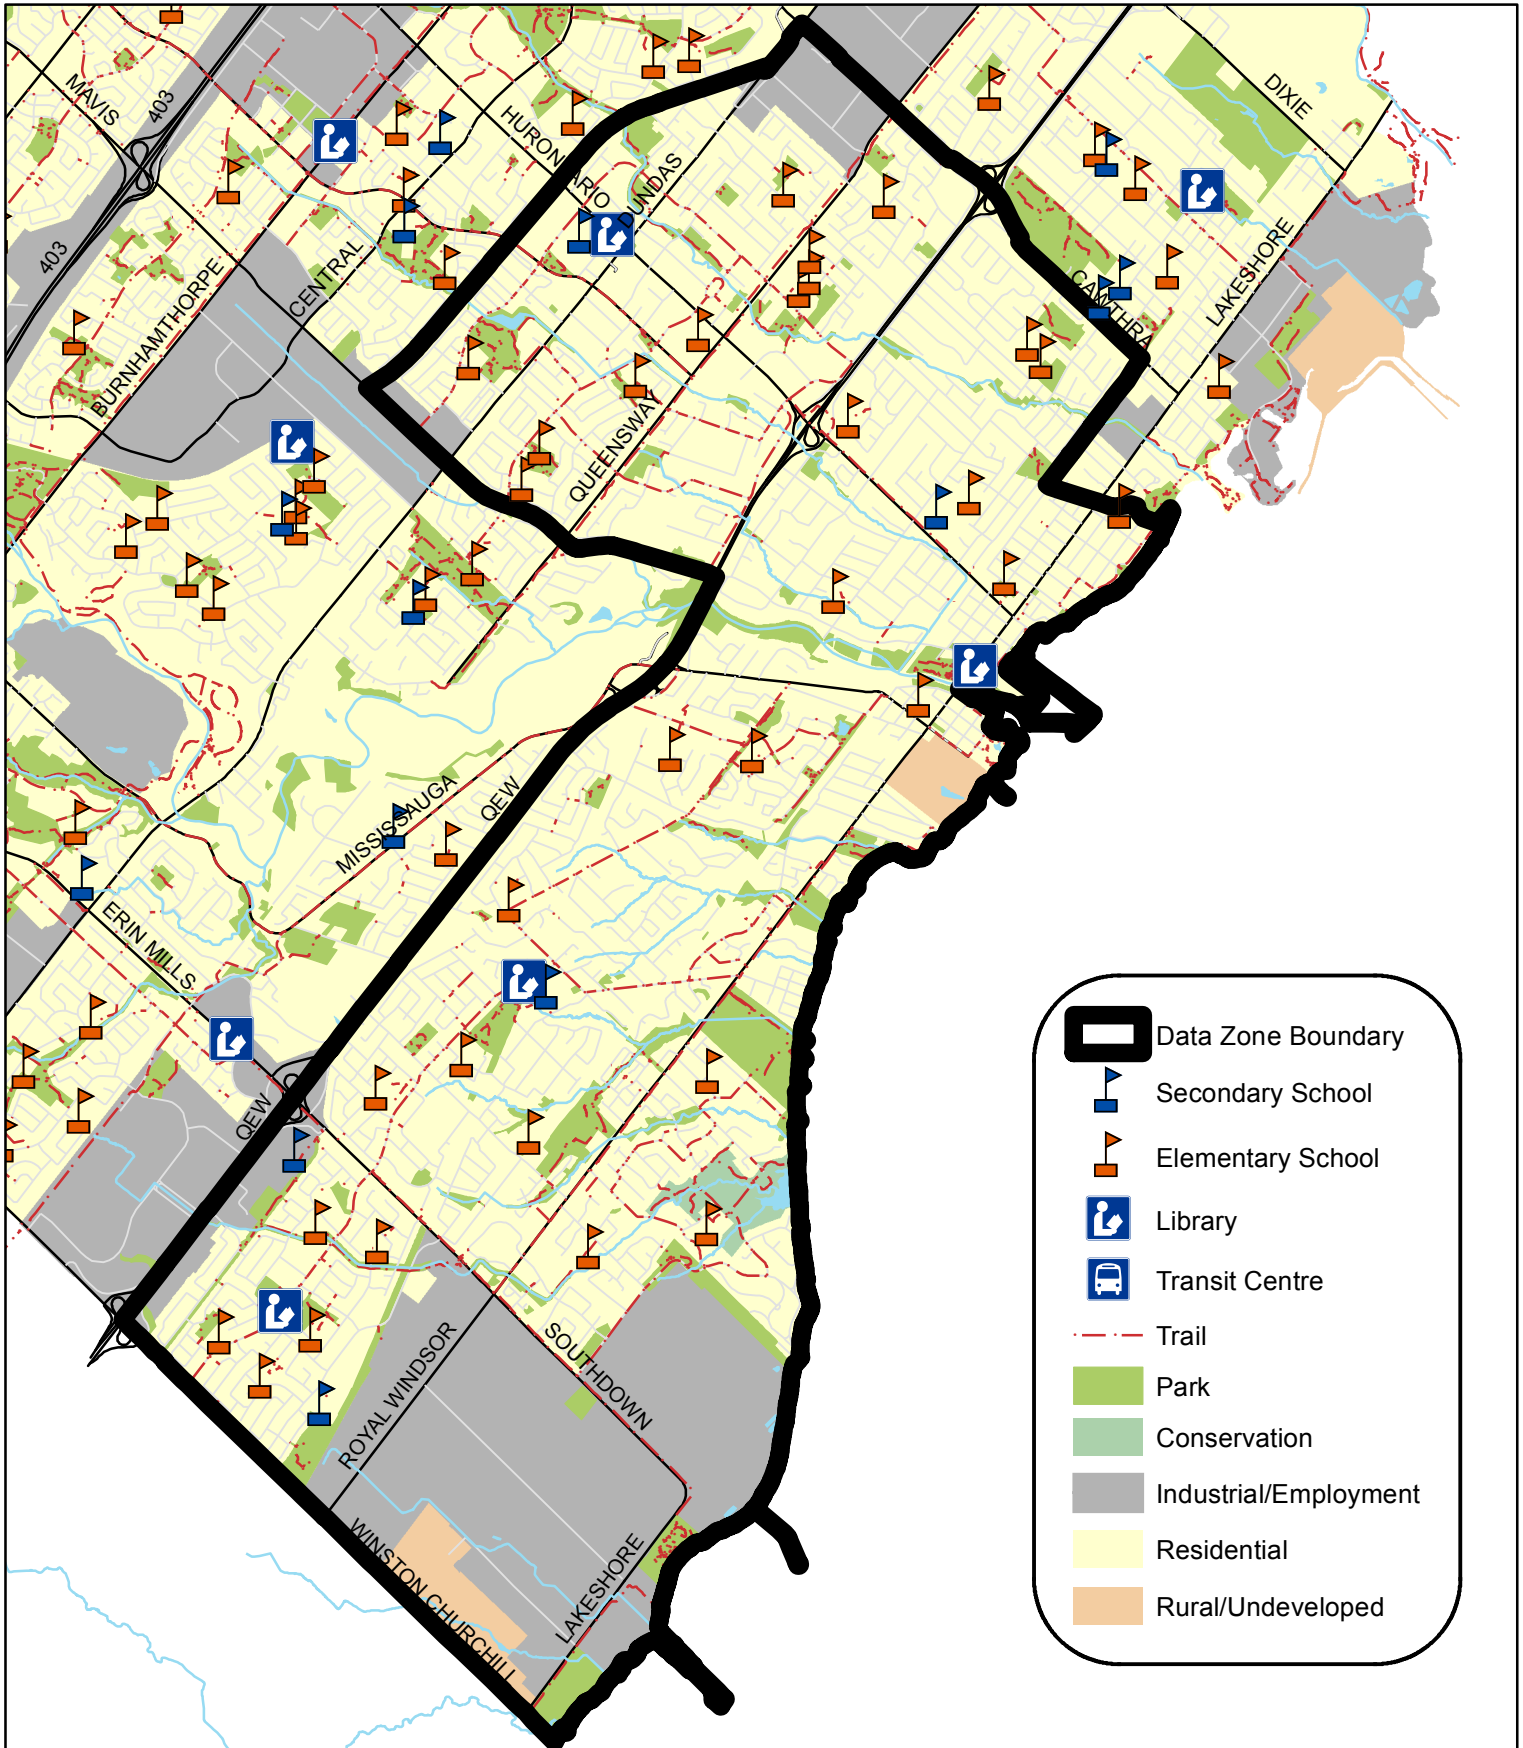 MAVIS
403
403
HURONTARIO
DUNDAS
DIXIE
BURNHAMTHORPE
CENTRAL
LAKESHORE
CAWTHRA
QUEENSWAY
MISSISSAUGA
QEW
ERIN MILLS
QEW
ROYAL WINDSOR
SOUTHDOWN
WINSTON CHURCHILL
LAKESHORE
Data Zone Boundary
Secondary School
Elementary School
Library
Transit Centre
Trail
Park
Conservation
Industrial/Employment
Residential
Rural/Undeveloped